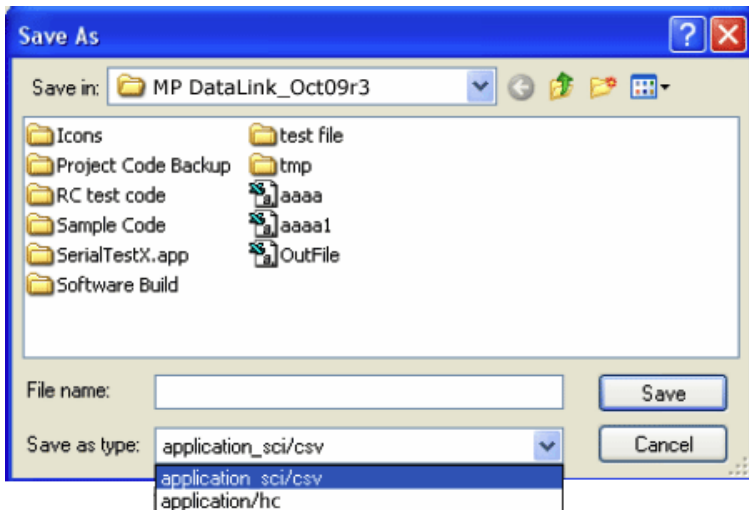 Save As
Save in: MP DataLink_Oct09r3
Icons
Project Code Backup
RC test code
Sample Code
SerialTestX.app
Software Build
test file
tmp
aaaa
aaaa1
OutFile
File name:
Save
Save as type: application_sci/csv
Cancel
application_sci/csv
application/hc